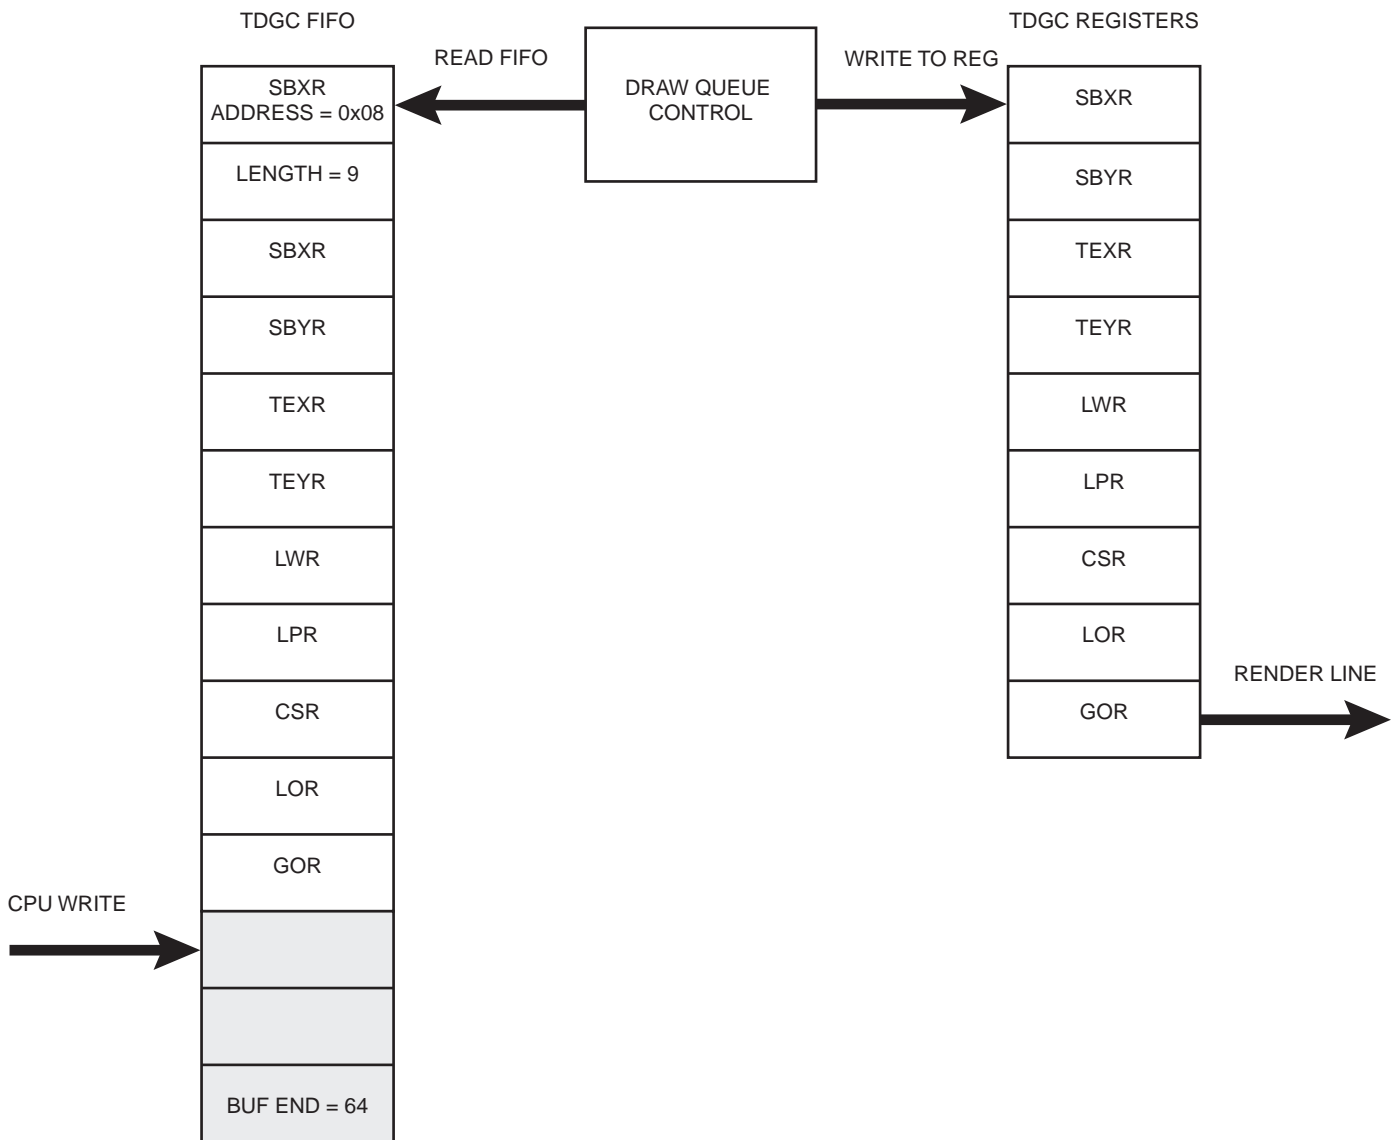 TDGC FIFO
TDGC REGISTERS
READ FIFO
WRITE TO REG
DRAW QUEUE
CONTROL
SBXR
ADDRESS = 0x08
LENGTH = 9
SBXR
SBYR
TEXR
TEYR
LWR
LPR
CSR
LOR
GOR
CPU WRITE
BUF END = 64
SBXR
SBYR
TEXR
TEYR
LWR
LPR
CSR
LOR
GOR
RENDER LINE